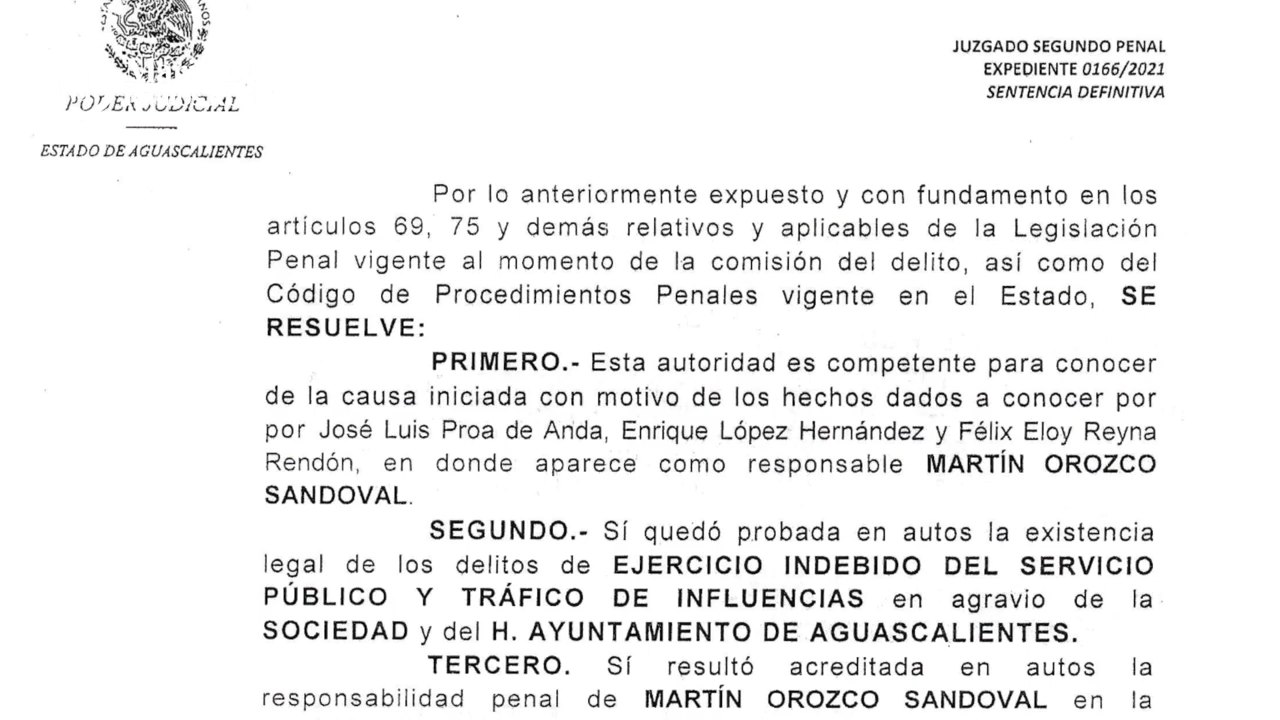 PODER JUDICIAL
ESTADO DE AGUASCALIENTES
JUZGADO SEGUNDO PENAL
EXPEDIENTE 0166/2021
SENTENCIA DEFINITIVA
Por lo anteriormente expuesto y con fundamento en los
artículos 69, 75 y demás relativos y aplicables de la Legislación
Penal vigente al momento de la comisión del delito, así como del
Código de Procedimientos Penales vigente en el Estado, SE
RESUELVE:
PRIMERO.- Esta autoridad es competente para conocer
de la causa iniciada con motivo de los hechos dados a conocer por
por José Luis Proa de Anda, Enrique López Hernández y Félix Eloy Reyna
Rendón, en donde aparece como responsable MARTÍN OROZCO
SANDOVAL.
SEGUNDO.- Sí quedó probada en autos la existencia
legal de los delitos de EJERCICIO INDEBIDO DEL SERVICIO
PÚBLICO Y TRÁFICO DE INFLUENCIAS en agravio de la
SOCIEDAD y del H. AYUNTAMIENTO DE AGUASCALIENTES.
TERCERO. Sí resultó acreditada en autos la
responsabilidad penal de MARTÍN OROZCO SANDOVAL en la